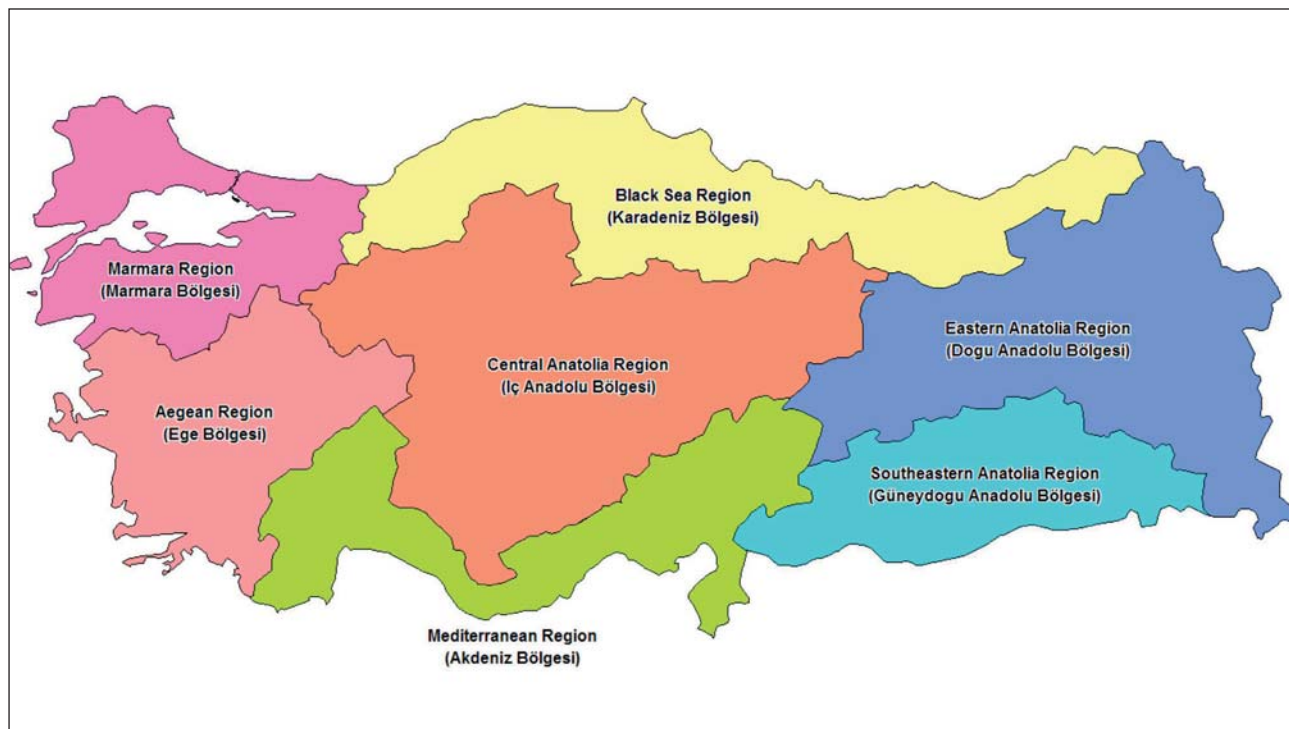 Black Sea Region
(Karadeniz Bölgesi)
Marmara Region
(Marmara Bölgesi)
Eastern Anatolia Region
(Dogu Anadolu Bölgesi)
Central Anatolia Region
(Iç Anadolu Bölgesi)
Aegean Region
(Ege Bölgesi)
Southeastern Anatolia Region
(Güneydogu Anadolu Bölgesi)
Mediterranean Region
(Akdeniz Bölgesi)